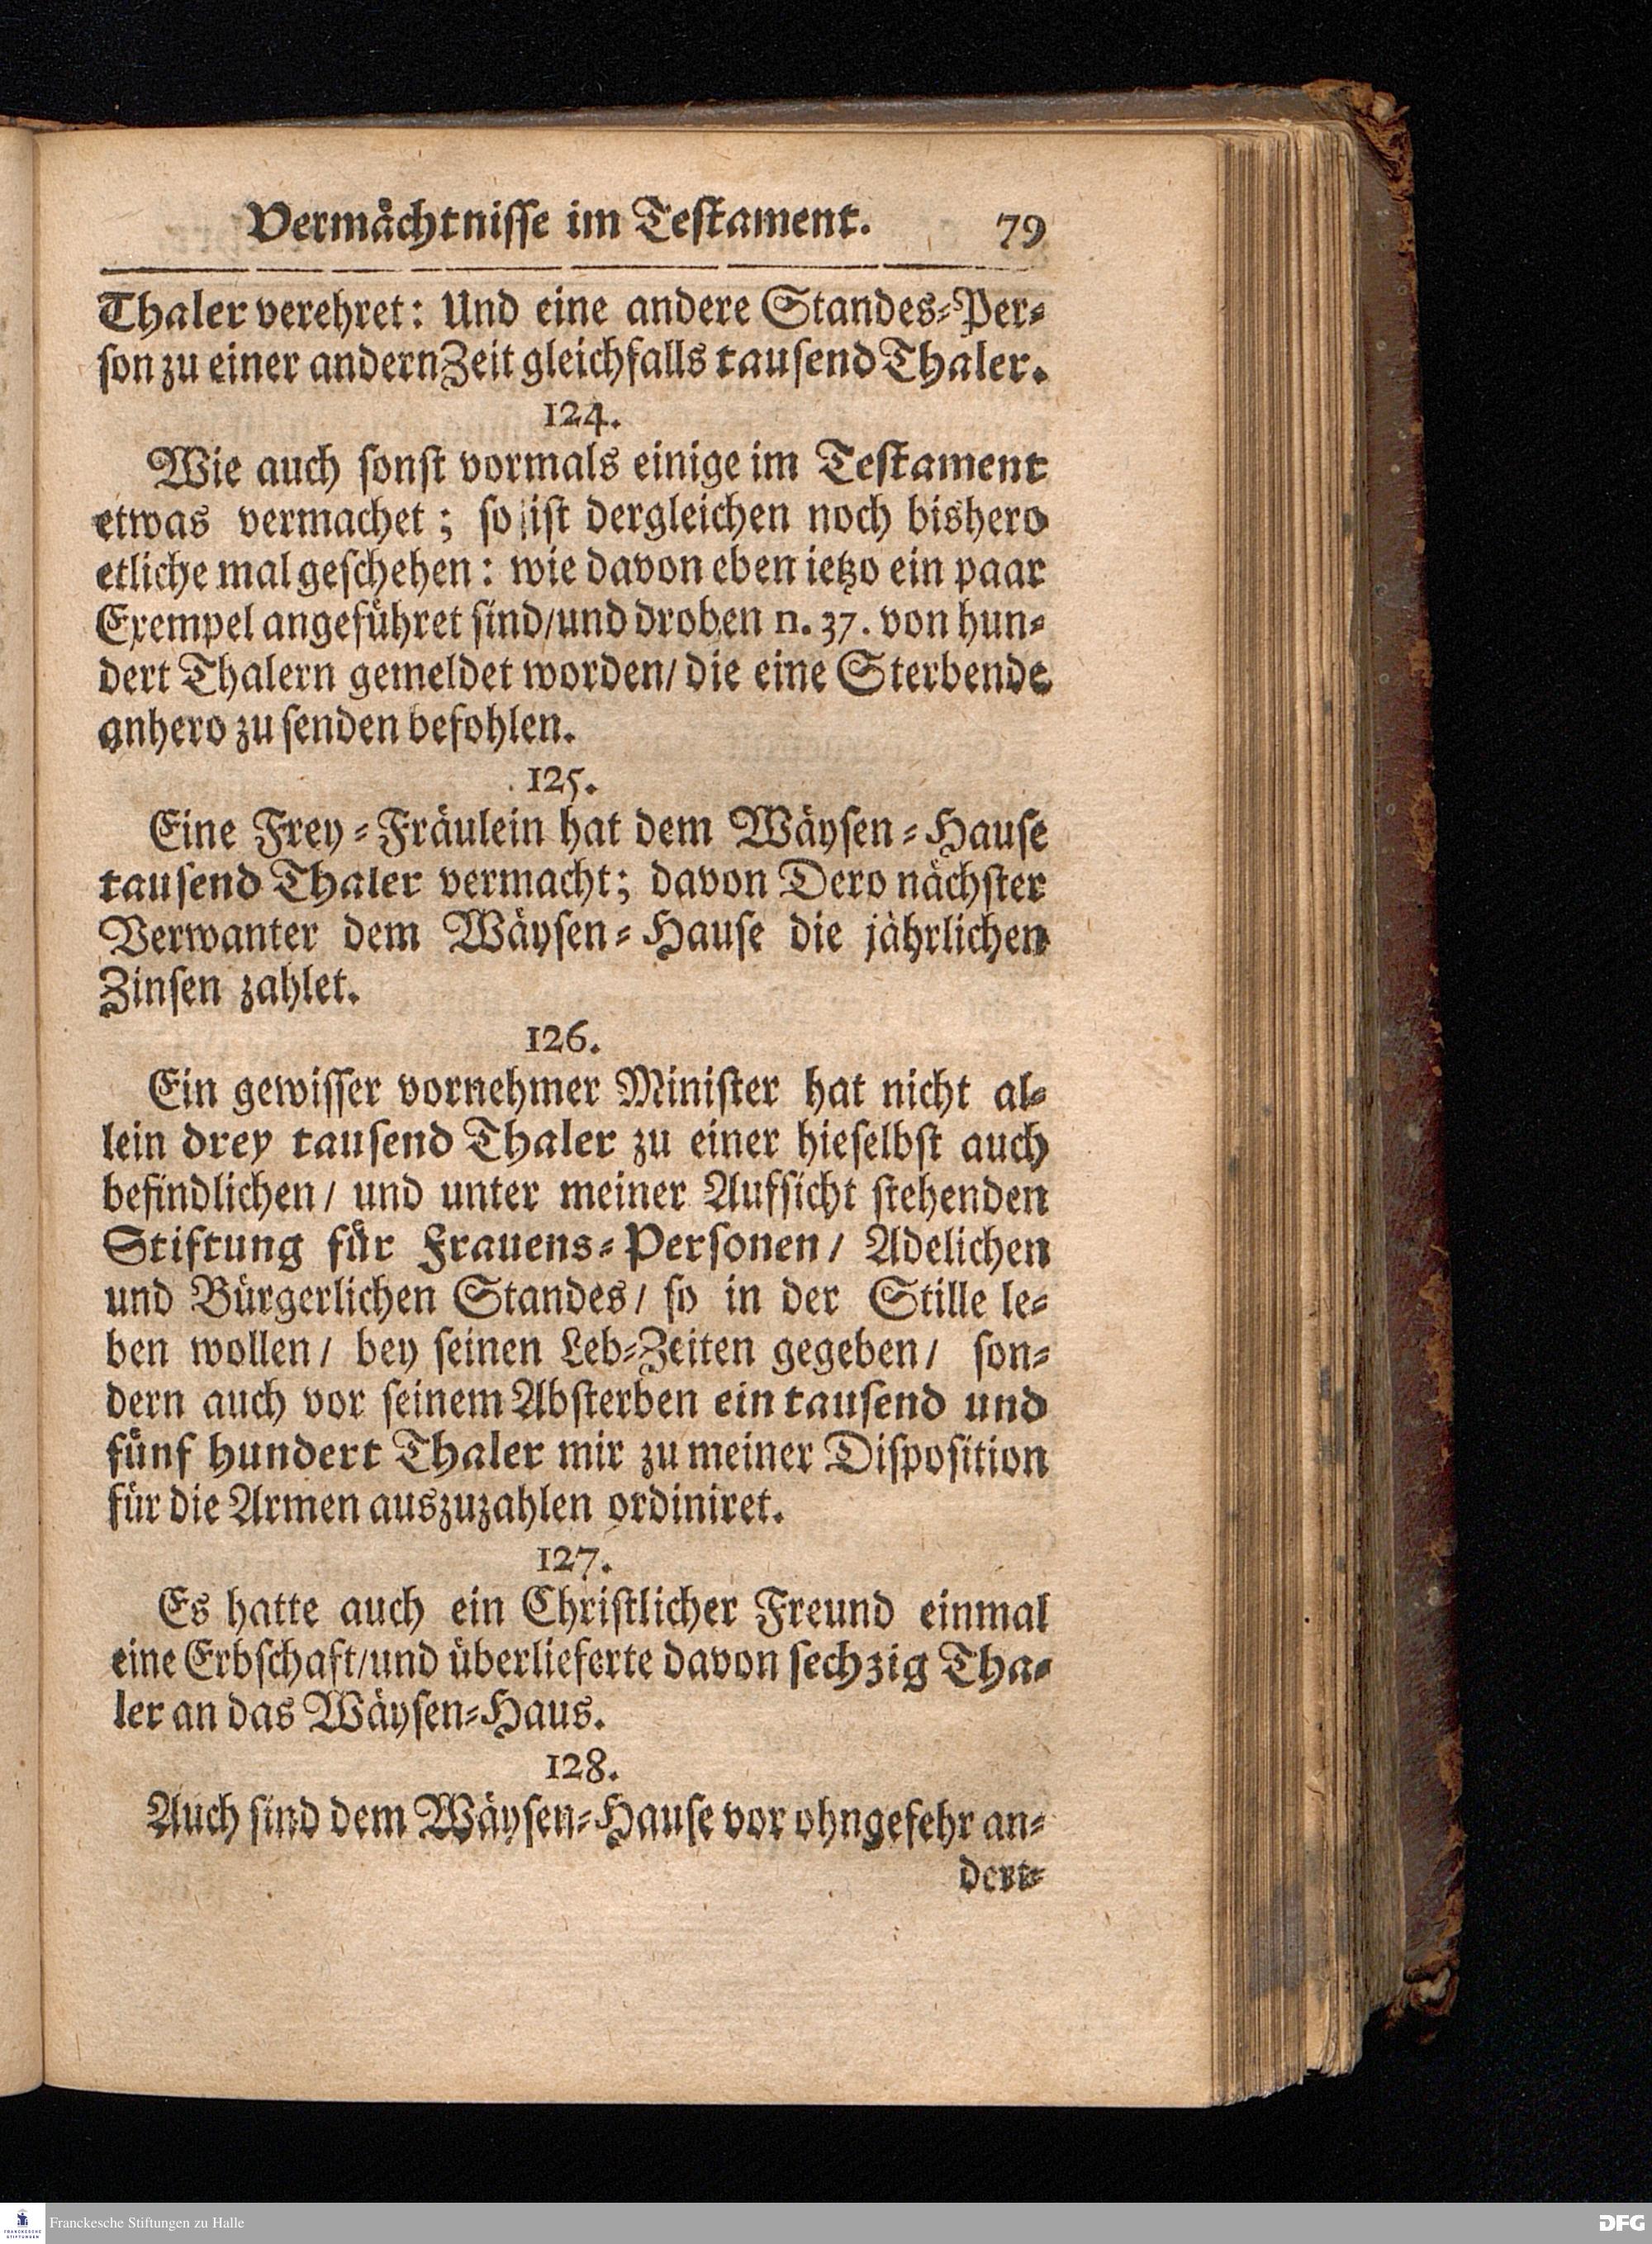 Vermächtnisse im Testament. 79
Thaler verehret: Und eine andere Standes-Per-
son zu einer andern Zeit gleichfalls tausend Thaler.
124.
Wie auch sonst vormals einige im Testament
etwas vermachet; so ist dergleichen noch bishero
etliche mal geschehen: wie davon eben ietzo ein paar
Exempel angeführet sind/und droben n. 37. von hun-
dert Thalern gemeldet worden/ die eine Sterbende
anhero zu senden befohlen.
125.
Eine Frey-Fräulein hat dem Wäysen-Hause
tausend Thaler vermacht; davon Dero nächster
Verwanter dem Wäysen-Hause die jährlichen
Zinsen zahlet.
126.
Ein gewisser vornehmer Minister hat nicht al-
lein drey tausend Thaler zu einer hieselbst auch
befindlichen/ und unter meiner Aufsicht stehenden
Stiftung für Frauens-Personen/ Adelichen
und Bürgerlichen Standes/ so in der Stille le-
ben wollen/ bey seinen Leb-Zeiten gegeben/ son-
dern auch vor seinem Absterben ein tausend und
fünf hundert Thaler mir zu meiner Disposition
für die Armen auszuzahlen ordiniret.
127.
Es hatte auch ein Christlicher Freund einmal
eine Erbschaft/und überlieferte davon sechzig Tha-
ler an das Wäysen-Haus.
128.
Auch sind dem Wäysen-Hause vor ohngefehr an-
dert-
FRANCKESCHE
STIFTUNGEN
Franckesche Stiftungen zu Halle
DFG